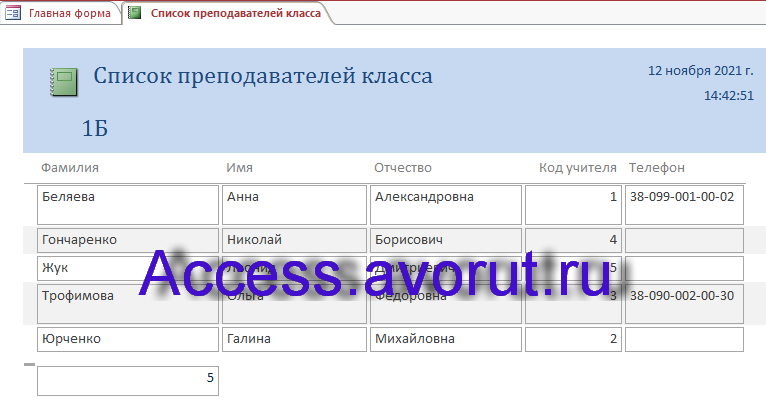 Главная форма Список преподавателей класса
Список преподавателей класса 12 ноября 2021 г.
14:42:51
1Б
Фамилия Имя Отчество Код учителя Телефон
Беляева Анна Александровна 1 38-099-001-00-02
Гончаренко Николай Борисович 4
Access.avorut.ru
Жук Леонид Дмитриевич 5
Трофимова Ольга Федоровна 3 38-090-002-00-30
Юрченко Галина Михайловна 2
5